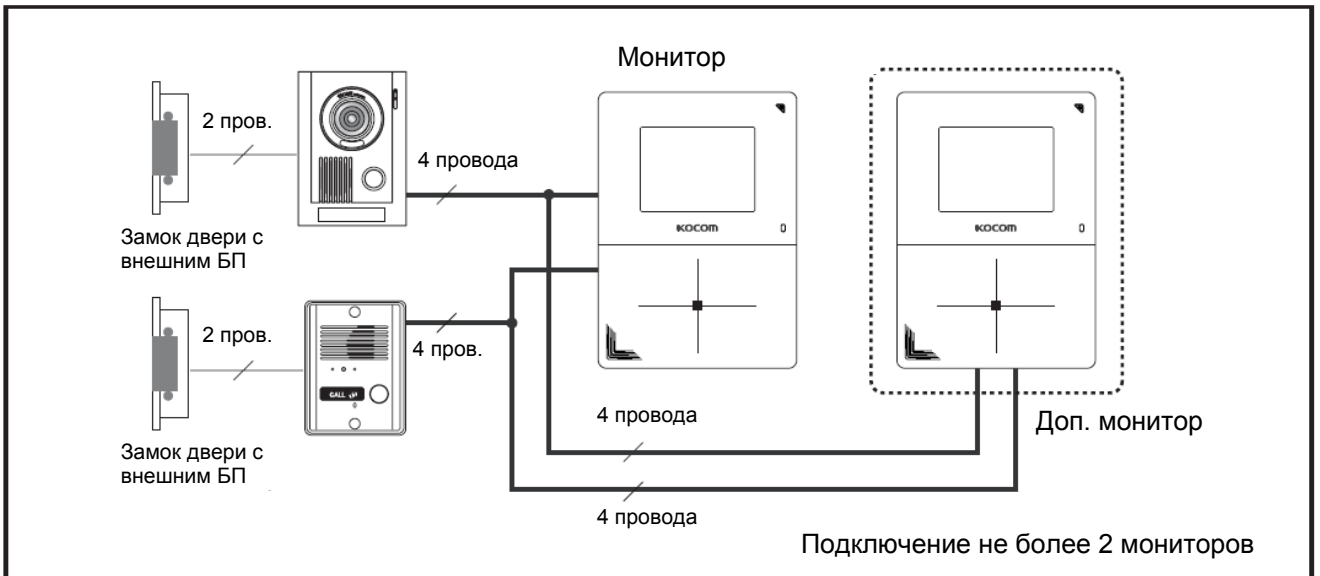 Монитор
2 пров.
4 провода
KOCOM
KOCOM
Замок двери с
внешним БП
2 пров.
4 пров.
CALL
4 провода
Доп. монитор
Замок двери с
внешним БП
4 провода
Подключение не более 2 мониторов